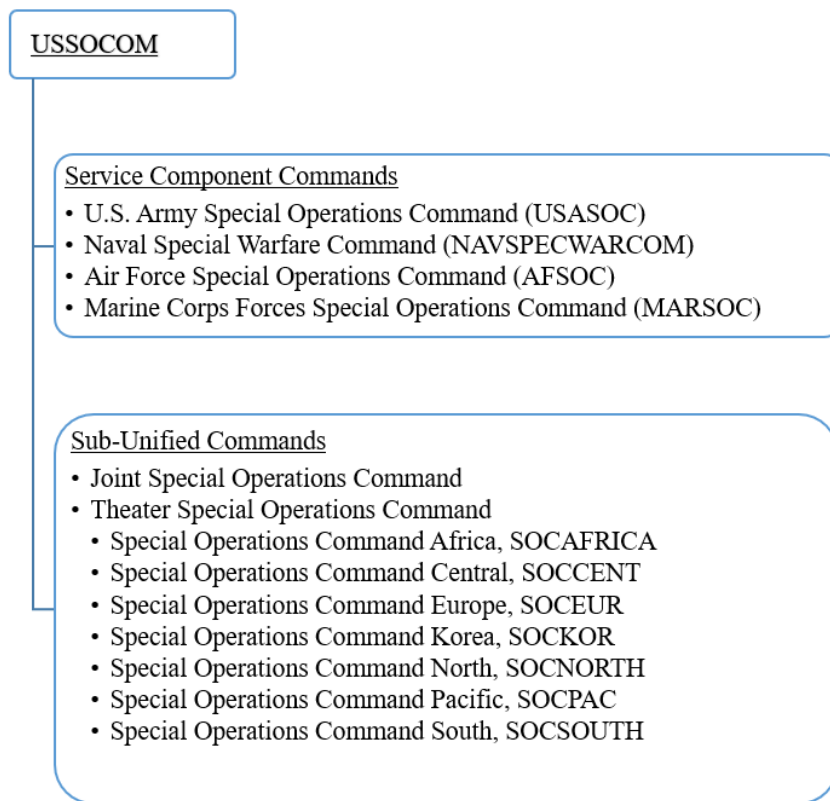 USSOCOM
Service Component Commands
• U.S. Army Special Operations Command (USASOC)
• Naval Special Warfare Command (NAVSPECWARCOM)
• Air Force Special Operations Command (AFSOC)
• Marine Corps Forces Special Operations Command (MARSOC)
Sub-Unified Commands
• Joint Special Operations Command
• Theater Special Operations Command
• Special Operations Command Africa, SOCAFRICA
• Special Operations Command Central, SOCCENT
• Special Operations Command Europe, SOCEUR
• Special Operations Command Korea, SOCKOR
• Special Operations Command North, SOCNORTH
• Special Operations Command Pacific, SOCPAC
• Special Operations Command South, SOCSOUTH